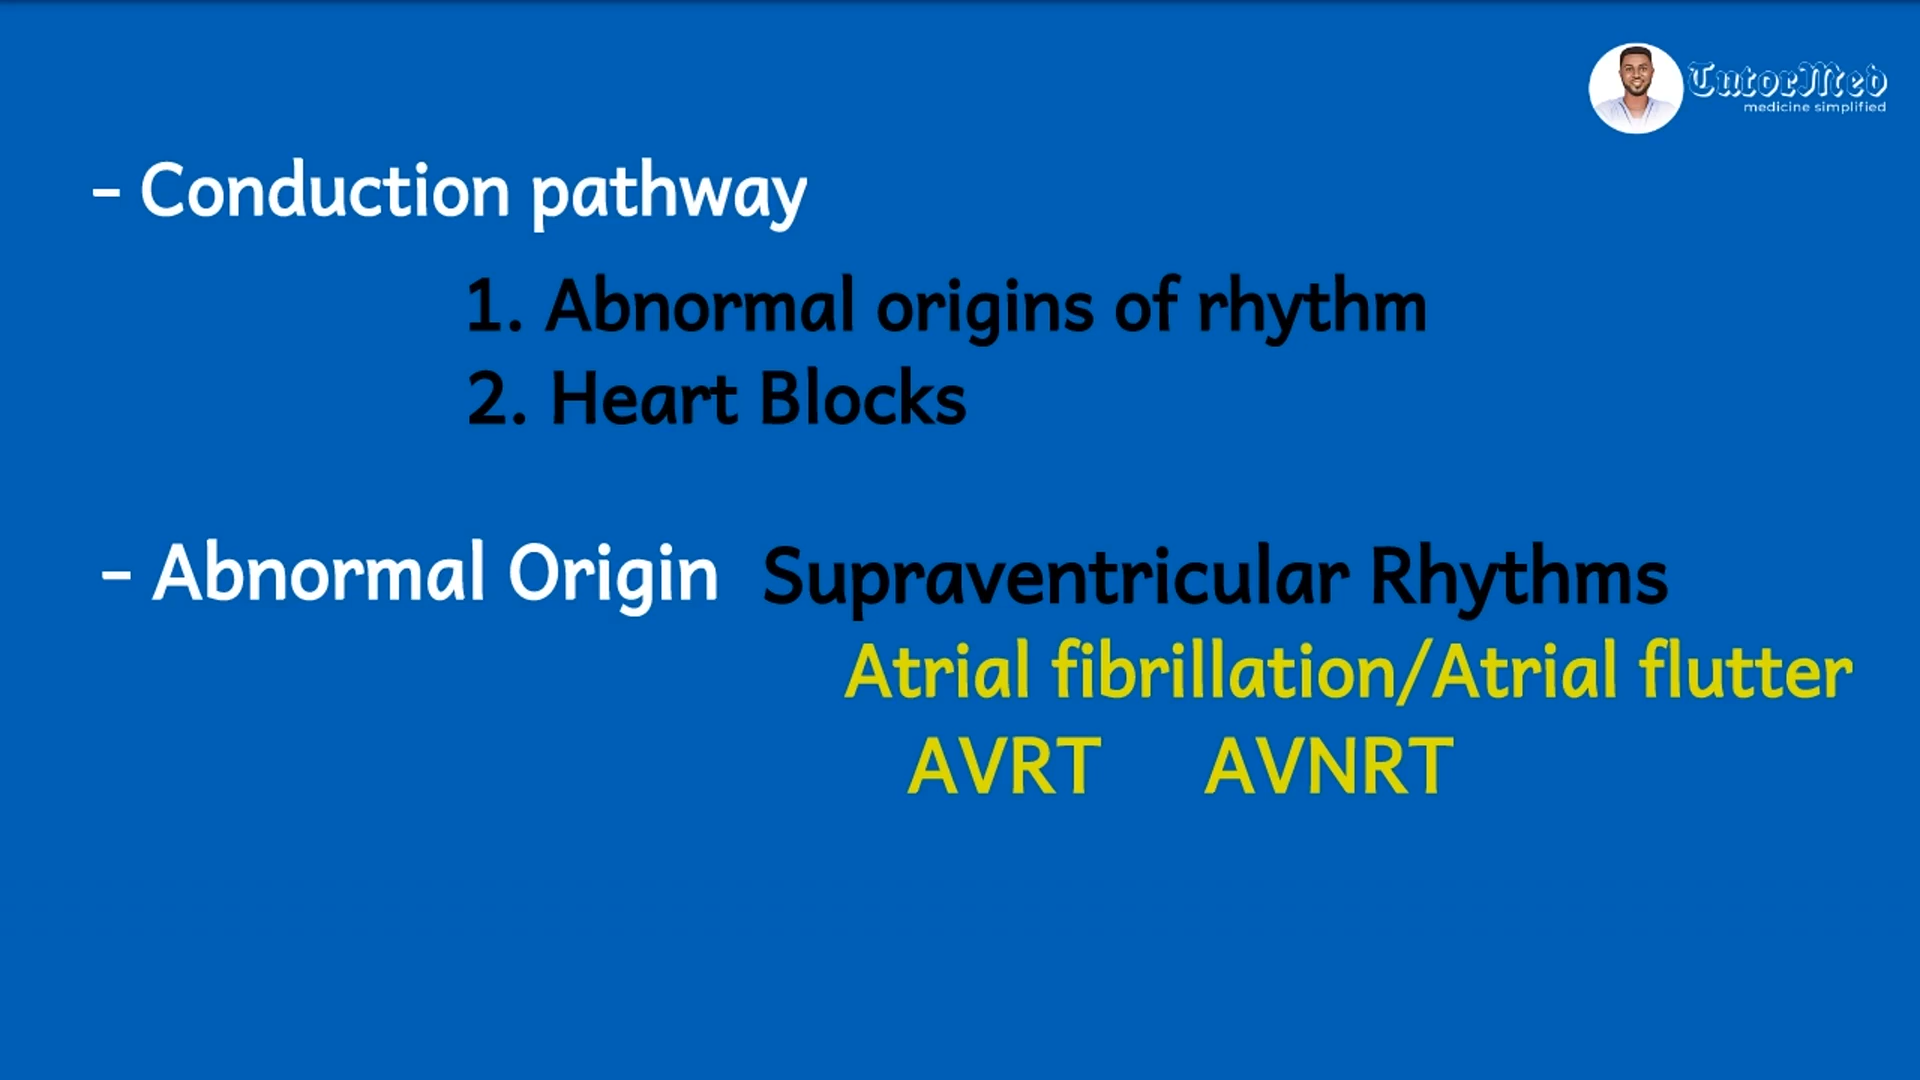 TutorMed
medicine simplified
- Conduction pathway
1. Abnormal origins of rhythm
2. Heart Blocks
- Abnormal Origin Supraventricular Rhythms
Atrial fibrillation/Atrial flutter
AVRT AVNRT